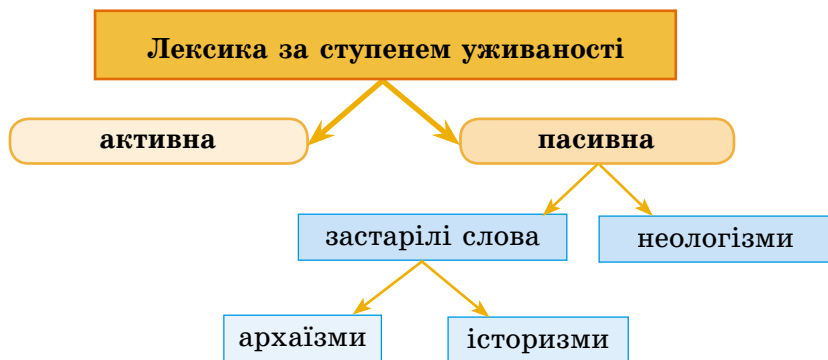 Лексика за ступенем уживаності
активна
пасивна
застарілі слова
неологізми
архаїзми
історизми